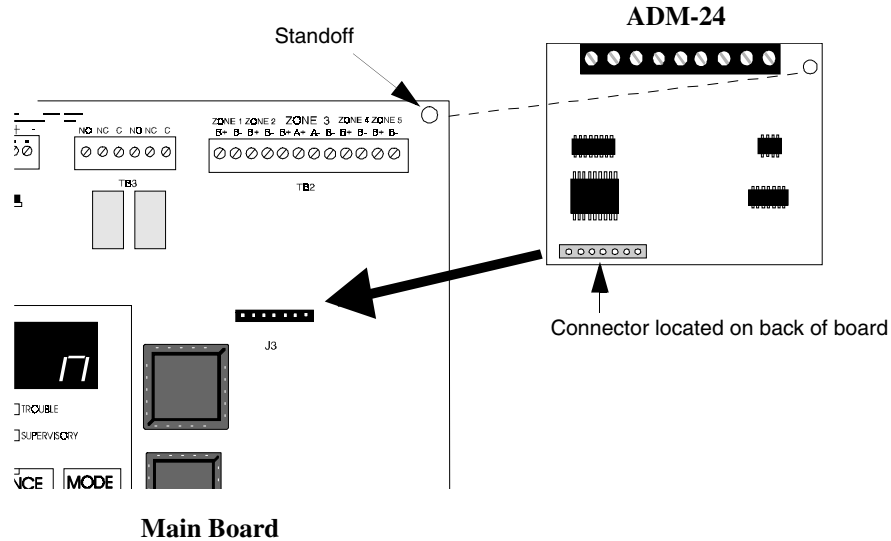 ADM-24
Standoff
ZONE 1 ZONE 2 ZONE 3 ZONE 4 ZONE 5
B+ B- B+ B- B+ A+ A- B- B+ B- B+ B-
+ -
NO NC C NO NC C
TB3
TB2
Connector located on back of board
J3
n
TROUBLE
SUPERVISORY
NCE
MODE
Main Board